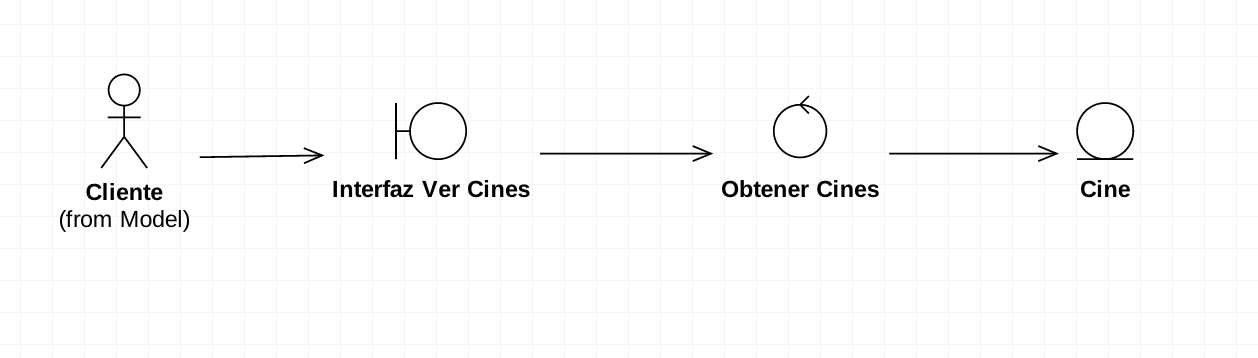 Cliente
(from Model)
Interfaz Ver Cines
Obtener Cines
Cine